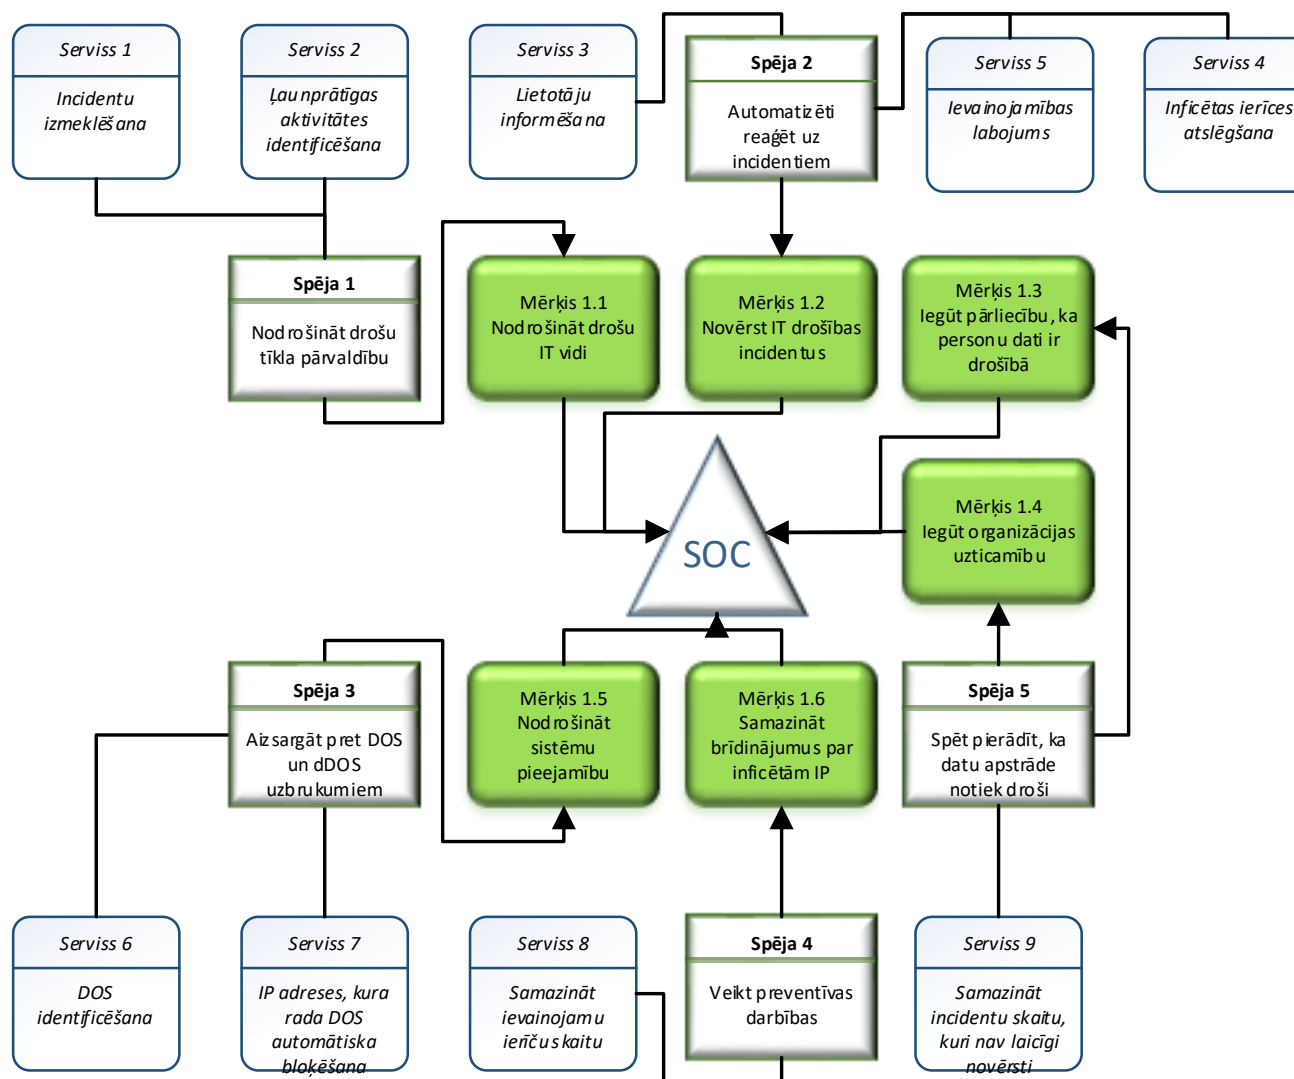 Serviss 1
Incidentu
izmeklēšana
Serviss 2
Ļaunprātīgas
aktivitātes
identificēšana
Serviss 3
Lietotāju
informēšana
Spēja 2
Automatizēti
reaģēt uz
incidentiem
Serviss 5
Ievainojamības
labojums
Serviss 4
Inficētas ierīces
atslēgšana
Spēja 1
Nodrošināt drošu
tīkla pārvaldību
Mērķis 1.1
Nodrošināt drošu
IT vidi
Mērķis 1.2
Novērst IT drošības
incidentus
Mērķis 1.3
Iegūt pārliecību, ka
personu dati ir
drošībā
SOC
Mērķis 1.4
Iegūt organizācijas
uzticamību
Spēja 3
Aizsargāt pret DOS
un dDOS
uzbrukumiem
Mērķis 1.5
Nodrošināt
sistēmu
pieejamību
Mērķis 1.6
Samazināt
brīdinājumus par
inficētām IP
Spēja 5
Spēt pierādīt, ka
datu apstrāde
notiek droši
Serviss 6
DOS
identificēšana
Serviss 7
IP adreses, kura
rada DOS
automātiska
bloķēšana
Serviss 8
Samazināt
ievainojamu
ierīču skaitu
Spēja 4
Veikt preventīvas
darbības
Serviss 9
Samazināt
incidentu skaitu,
kuri nav laicīgi
novērsti